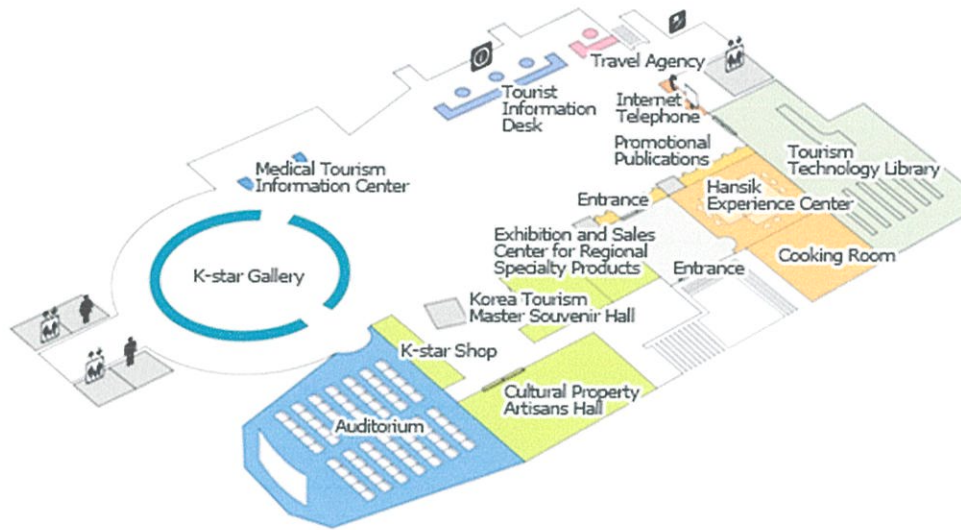 Travel Agency
Tourist
Information
Desk
Internet
Telephone
Promotional
Publications
Tourism
Technology Library
Medical Tourism
Information Center
Hansik
Experience Center
Entrance
Exhibition and Sales
Center for Regional
Specialty Products
Cooking Room
Entrance
K-star Gallery
Korea Tourism
Master Souvenir Hall
K-star Shop
Cultural Property
Artisans Hall
Auditorium